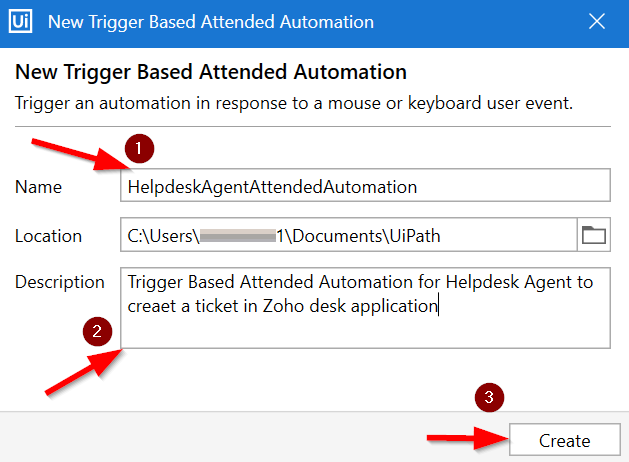 Ui New Trigger Based Attended Automation
New Trigger Based Attended Automation
Trigger an automation in response to a mouse or keyboard user event.
1
Name HelpdeskAgentAttendedAutomation
Location C:\Users\ 1\Documents\UiPath
Description Trigger Based Attended Automation for Helpdesk Agent to
creaet a ticket in Zoho desk application
2
3
Create